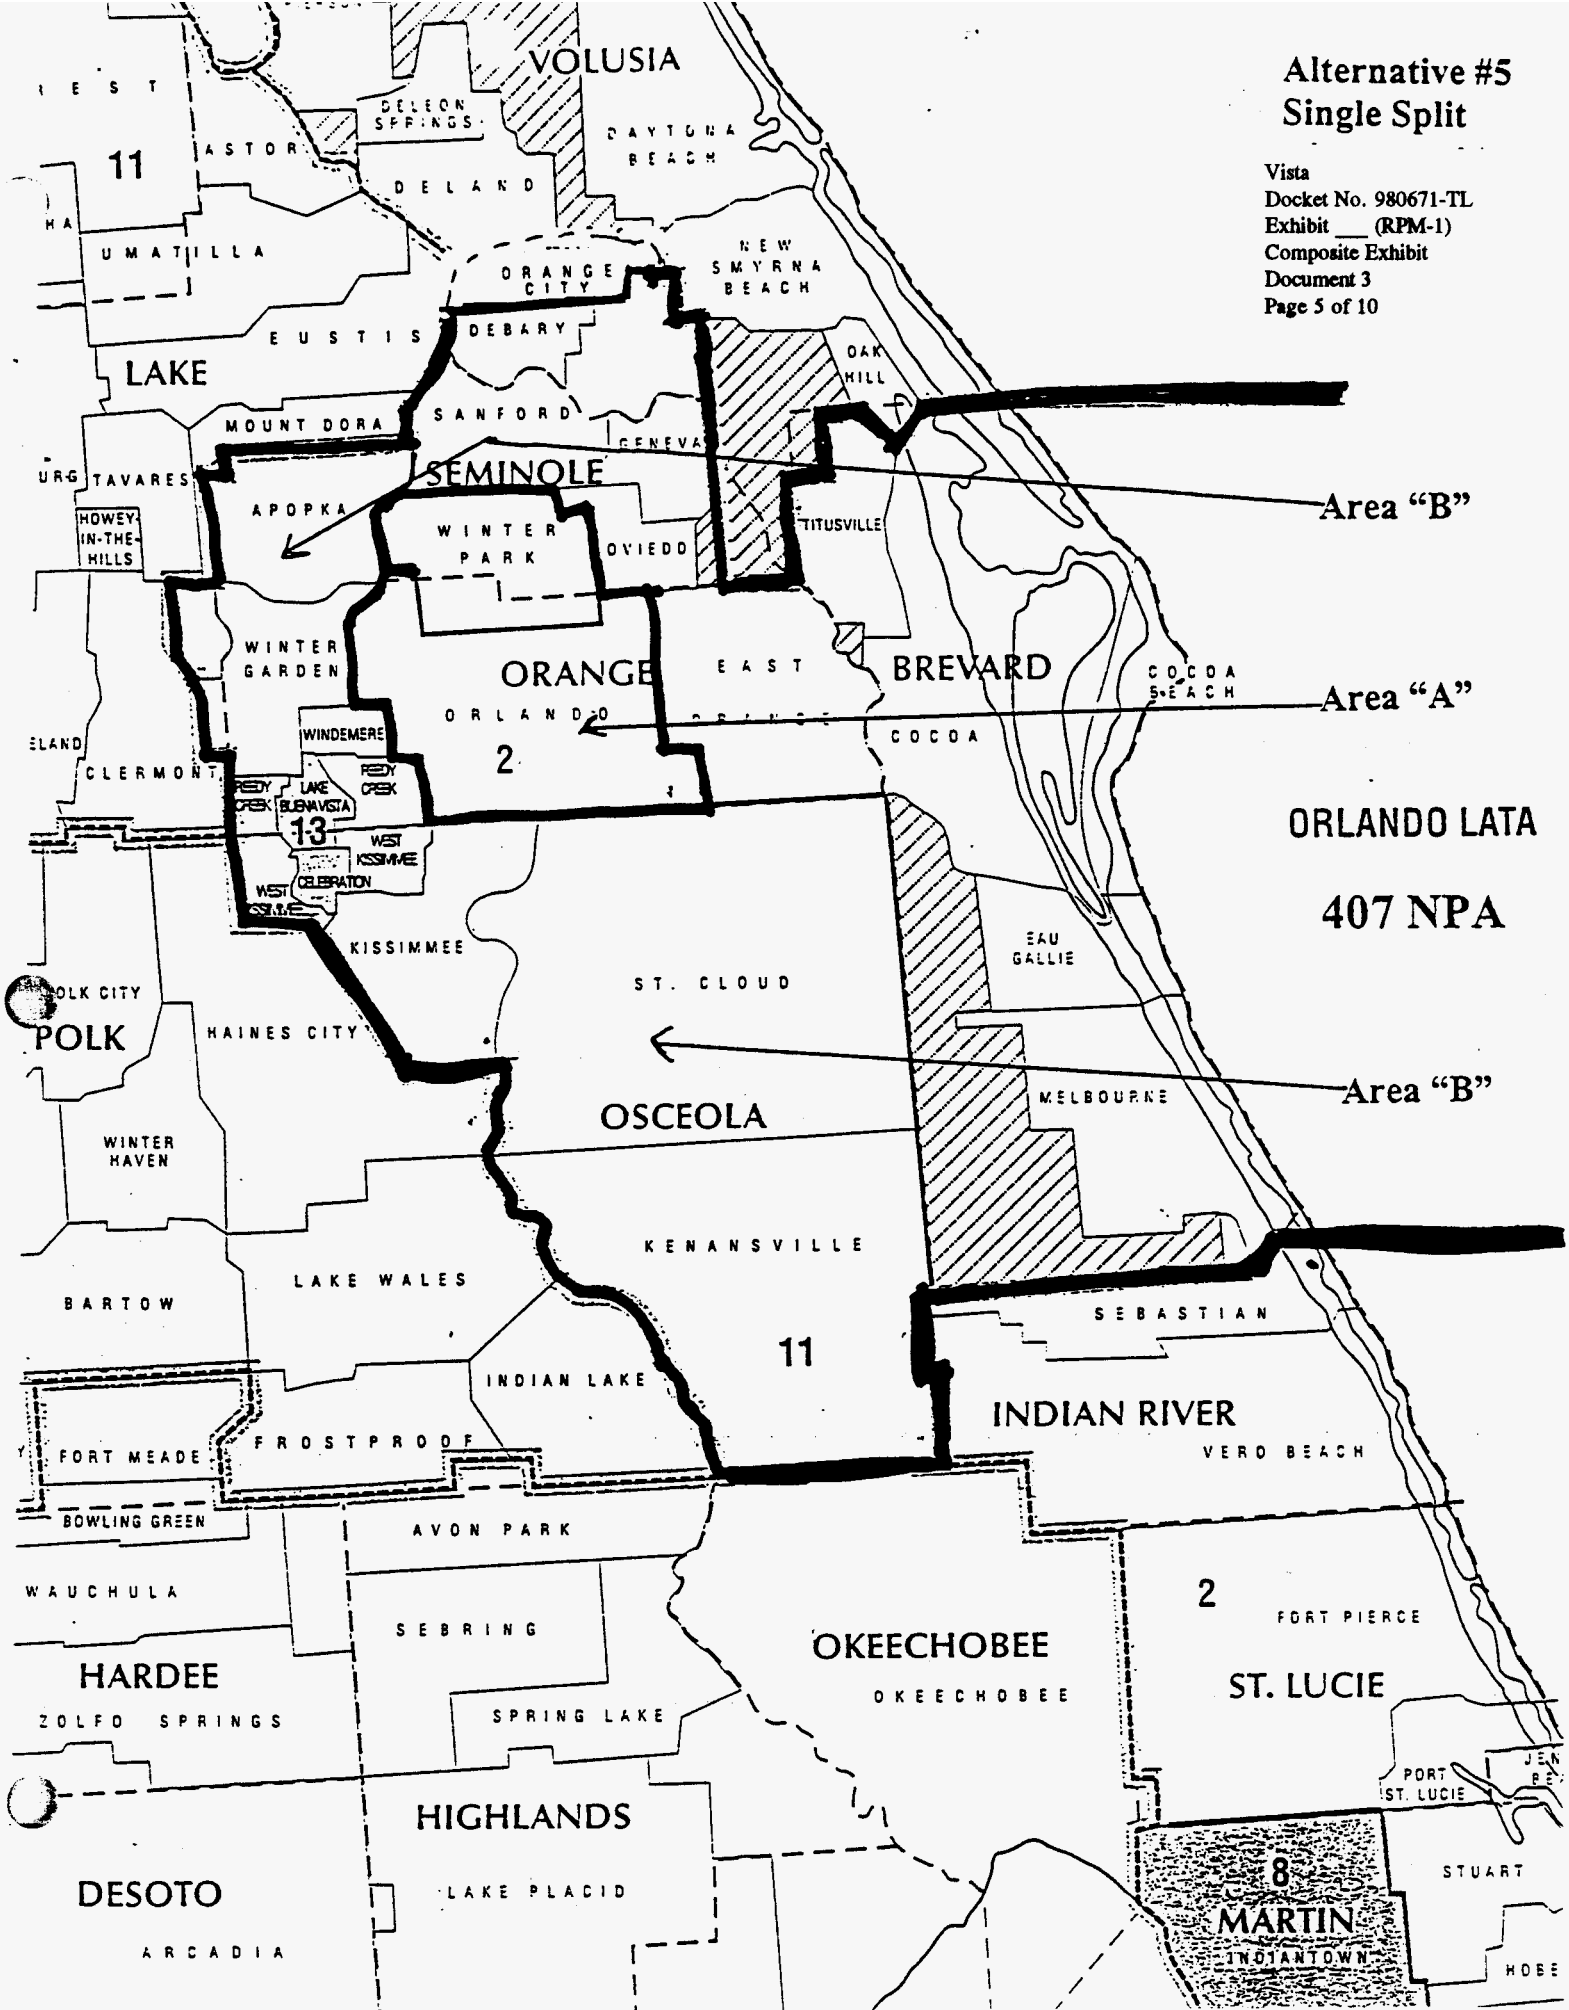 VOLUSIA
Alternative #5
Single Split
Vista
Docket No. 980671-TL
Exhibit ___ (RPM-1)
Composite Exhibit
Document 3
Page 5 of 10
DELEON
SPRINGS
DAYTONA
BEACH
11
ASTOR
DELAND
UMATILLA
ORANGE
CITY
NEW
SMYRNA
BEACH
EUSTIS
DEBARY
OAK
HILL
LAKE
MOUNT DORA
SANFORD
GENEVA
SEMINOLE
TAVARES
APOPKA
Area "B"
HOWEY-
IN-THE-
HILLS
WINTER
PARK
OVIEDO
TITUSVILLE
WINTER
GARDEN
ORANGE
EAST
ORANGE
BREVARD
COCOA
BEACH
Area "A"
ORLANDO
WINDEMERE
COCOA
2
CLERMONT
REEDY
CREEK
LAKE
BUENA VISTA
REEDY
CREEK
13
ORLANDO LATA
WEST
KISSIMMEE
CELEBRATION
WEST
KISSIMMEE
407 NPA
KISSIMMEE
EAU
GALLIE
ST. CLOUD
POLK CITY
POLK
HAINES CITY
Area "B"
MELBOURNE
OSCEOLA
WINTER
HAVEN
KENANSVILLE
LAKE WALES
BARTOW
SEBASTIAN
11
INDIAN LAKE
INDIAN RIVER
FROSTPROOF
FORT MEADE
VERO BEACH
BOWLING GREEN
AVON PARK
WAUCHULA
2
FORT PIERCE
SEBRING
OKEECHOBEE
HARDEE
OKEECHOBEE
ST. LUCIE
ZOLFO SPRINGS
SPRING LAKE
PORT
ST. LUCIE
HIGHLANDS
8
STUART
DESOTO
LAKE PLACID
MARTIN
INDIANTOWN
ARCADIA
HOBE